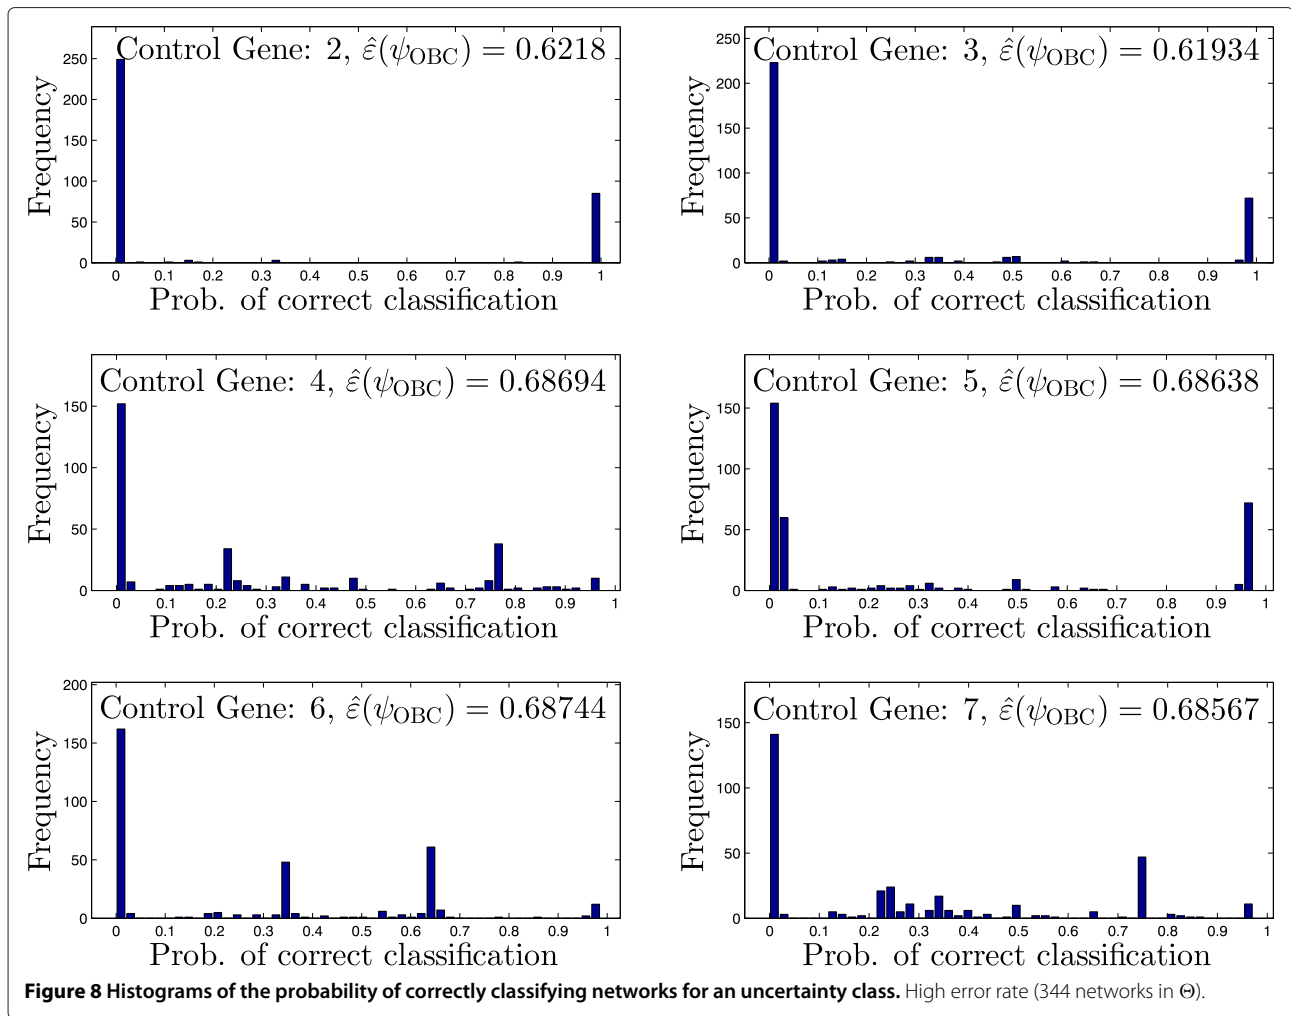 Control Gene: 2, ε̂(ψOBC) = 0.6218
Frequency
250
200
150
100
50
0
0 0.1 0.2 0.3 0.4 0.5 0.6 0.7 0.8 0.9 1
Prob. of correct classification
Control Gene: 3, ε̂(ψOBC) = 0.61934
Frequency
250
200
150
100
50
0
0 0.1 0.2 0.3 0.4 0.5 0.6 0.7 0.8 0.9 1
Prob. of correct classification
Control Gene: 4, ε̂(ψOBC) = 0.68694
Frequency
150
100
50
0
0 0.1 0.2 0.3 0.4 0.5 0.6 0.7 0.8 0.9 1
Prob. of correct classification
Control Gene: 5, ε̂(ψOBC) = 0.68638
Frequency
150
100
50
0
0 0.1 0.2 0.3 0.4 0.5 0.6 0.7 0.8 0.9 1
Prob. of correct classification
Control Gene: 6, ε̂(ψOBC) = 0.68744
Frequency
200
150
100
50
0
0 0.1 0.2 0.3 0.4 0.5 0.6 0.7 0.8 0.9 1
Prob. of correct classification
Control Gene: 7, ε̂(ψOBC) = 0.68567
Frequency
150
100
50
0
0 0.1 0.2 0.3 0.4 0.5 0.6 0.7 0.8 0.9 1
Prob. of correct classification
Figure 8 Histograms of the probability of correctly classifying networks for an uncertainty class. High error rate (344 networks in Θ).